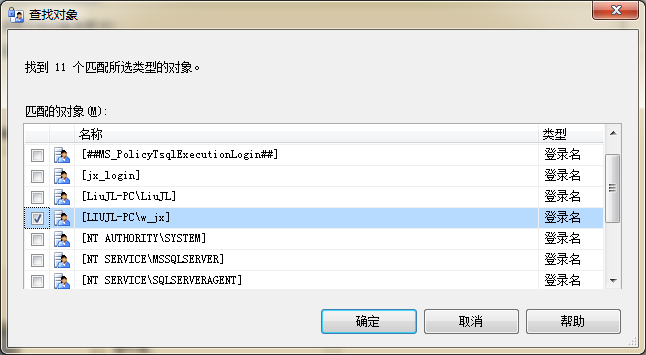 查找对象
找到 11 个匹配所选类型的对象。
匹配的对象(M):
名称 类型
[##MS_PolicyTsqlExecutionLogin##] 登录名
[jx_login] 登录名
[LiuJL-PC\LiuJL] 登录名
[LIUJL-PC\w_jx] 登录名
[NT AUTHORITY\SYSTEM] 登录名
[NT SERVICE\MSSQLSERVER] 登录名
[NT SERVICE\SQLSERVERAGENT] 登录名
确定 取消 帮助